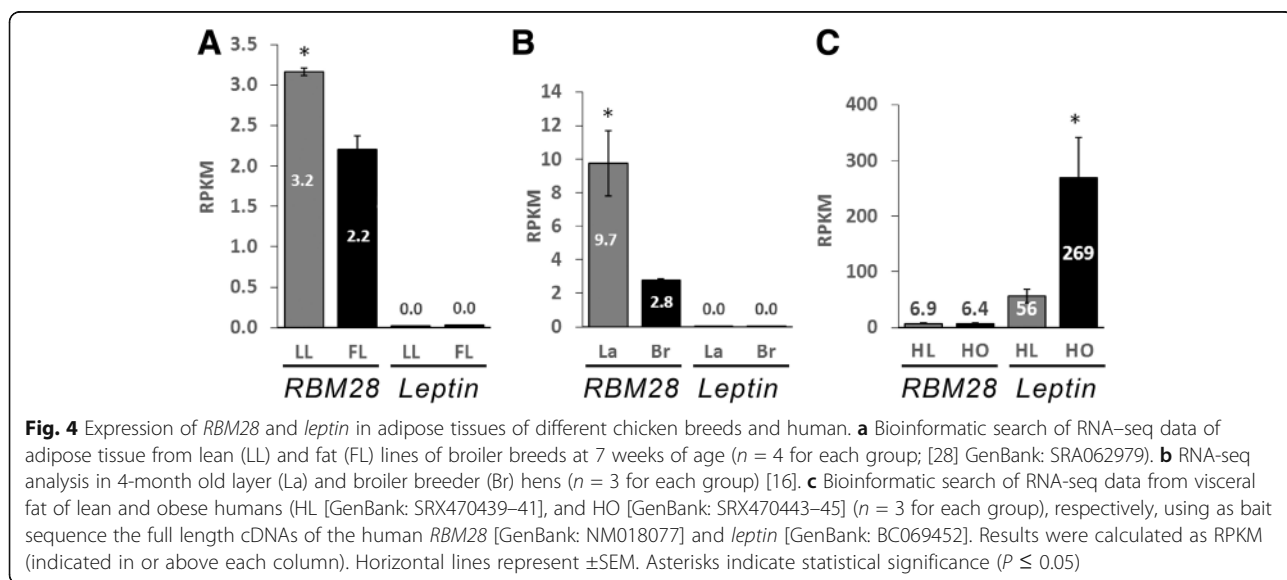 A
B
C
*
3.5
3.0
2.5
2.0
1.5
1.0
0.5
0.0
RPKM
3.2
2.2
0.0 0.0
LL FL LL FL
RBM28 Leptin
*
14
12
10
8
6
4
2
0
RPKM
9.7
2.8
0.0 0.0
La Br La Br
RBM28 Leptin
*
400
300
200
100
0
RPKM
6.9 6.4
56
269
HL HO HL HO
RBM28 Leptin
Fig. 4 Expression of RBM28 and leptin in adipose tissues of different chicken breeds and human. a Bioinformatic search of RNA–seq data of
adipose tissue from lean (LL) and fat (FL) lines of broiler breeds at 7 weeks of age (n = 4 for each group; [28] GenBank: SRA062979). b RNA-seq
analysis in 4-month old layer (La) and broiler breeder (Br) hens (n = 3 for each group) [16]. c Bioinformatic search of RNA-seq data from visceral
fat of lean and obese humans (HL [GenBank: SRX470439–41], and HO [GenBank: SRX470443–45] (n = 3 for each group), respectively, using as bait
sequence the full length cDNAs of the human RBM28 [GenBank: NM018077] and leptin [GenBank: BC069452]. Results were calculated as RPKM
(indicated in or above each column). Horizontal lines represent ±SEM. Asterisks indicate statistical significance (P ≤ 0.05)